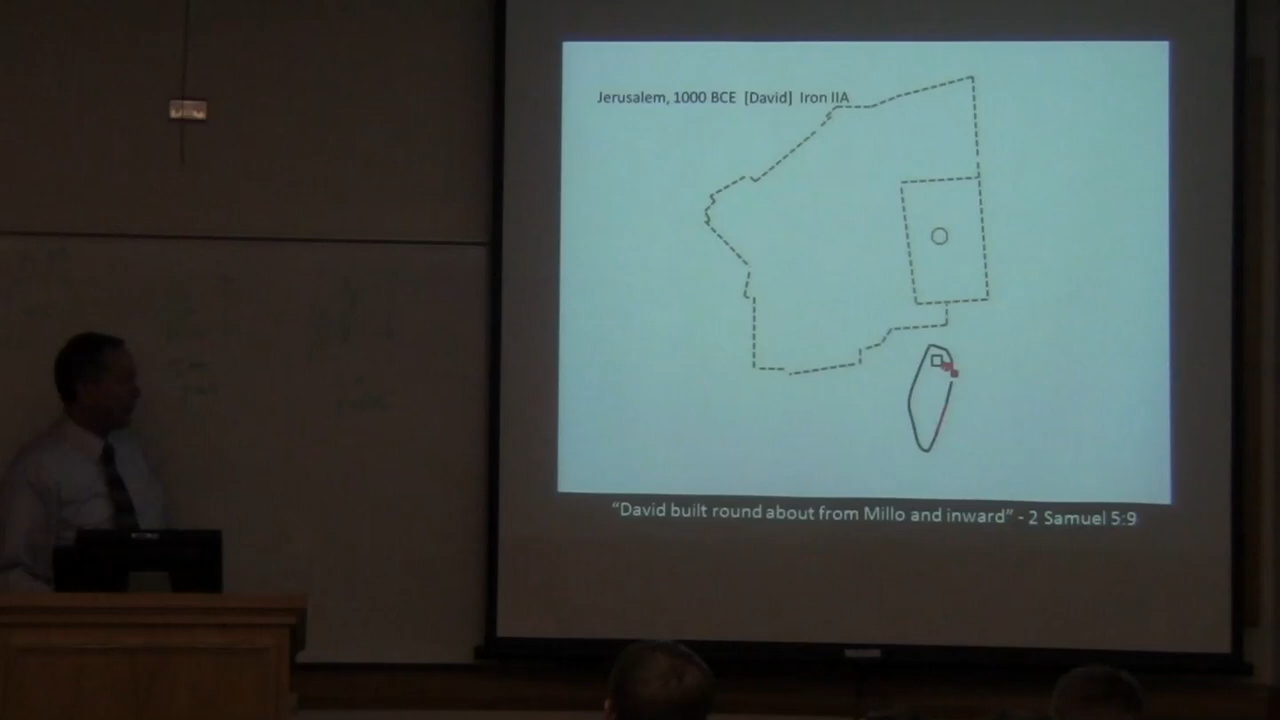 Jerusalem, 1000 BCE [David] Iron IIA
“David built round about from Millo and inward” - 2 Samuel 5:9